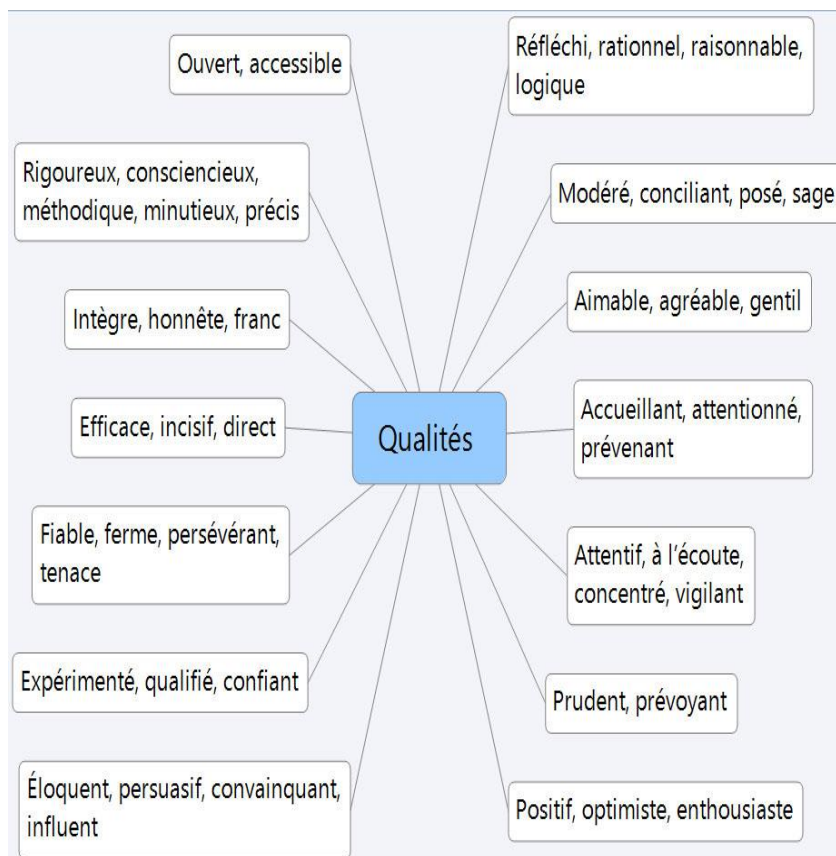 Ouvert, accessible
Réfléchi, rationnel, raisonnable,
logique
Rigoureux, consciencieux,
méthodique, minutieux, précis
Modéré, conciliant, posé, sage
Intègre, honnête, franc
Aimable, agréable, gentil
Efficace, incisif, direct
Qualités
Accueillant, attentionné,
prévenant
Fiable, ferme, persévérant,
tenace
Attentif, à l’écoute,
concentré, vigilant
Expérimenté, qualifié, confiant
Prudent, prévoyant
Éloquent, persuasif, convainquant,
influent
Positif, optimiste, enthousiaste